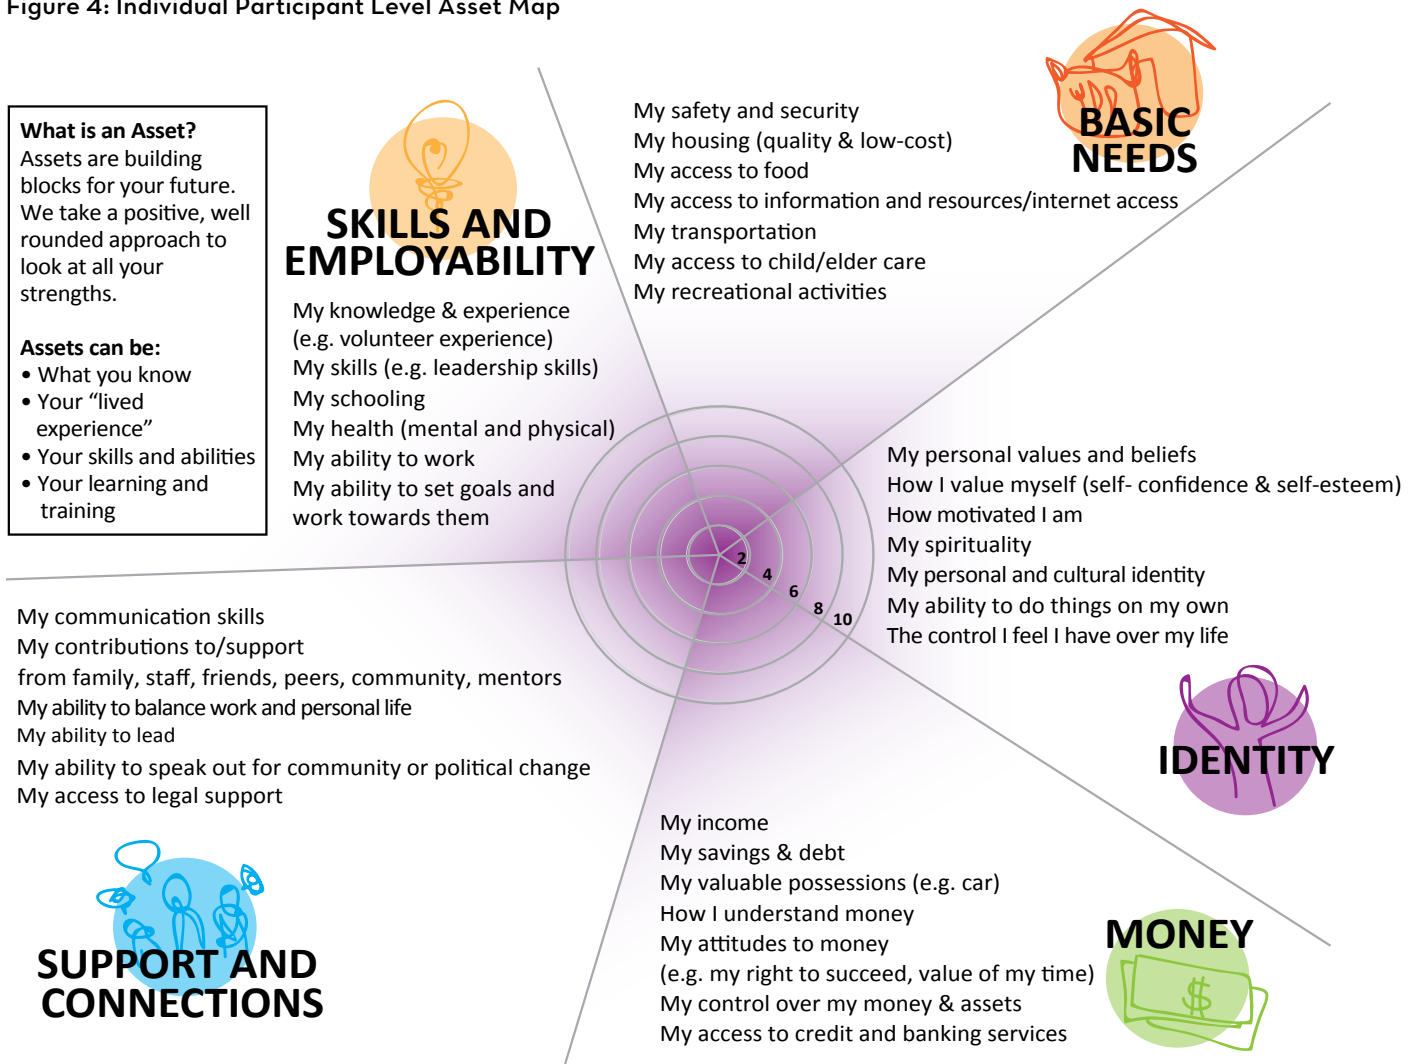 Figure 4: Individual Participant Level Asset Map
What is an Asset?
Assets are building
blocks for your future.
We take a positive, well
rounded approach to
look at all your
strengths.
Assets can be:
• What you know
• Your “lived
experience”
• Your skills and abilities
• Your learning and
training
SKILLS AND
EMPLOYABILITY
My knowledge & experience
(e.g. volunteer experience)
My skills (e.g. leadership skills)
My schooling
My health (mental and physical)
My ability to work
My ability to set goals and
work towards them
BASIC
NEEDS
My safety and security
My housing (quality & low-cost)
My access to food
My access to information and resources/internet access
My transportation
My access to child/elder care
My recreational activities
My personal values and beliefs
How I value myself (self- confidence & self-esteem)
How motivated I am
My spirituality
My personal and cultural identity
My ability to do things on my own
The control I feel I have over my life
IDENTITY
2
4
6
8
10
My communication skills
My contributions to/support
from family, staff, friends, peers, community, mentors
My ability to balance work and personal life
My ability to lead
My ability to speak out for community or political change
My access to legal support
SUPPORT AND
CONNECTIONS
My income
My savings & debt
My valuable possessions (e.g. car)
How I understand money
My attitudes to money
(e.g. my right to succeed, value of my time)
My control over my money & assets
My access to credit and banking services
MONEY
$